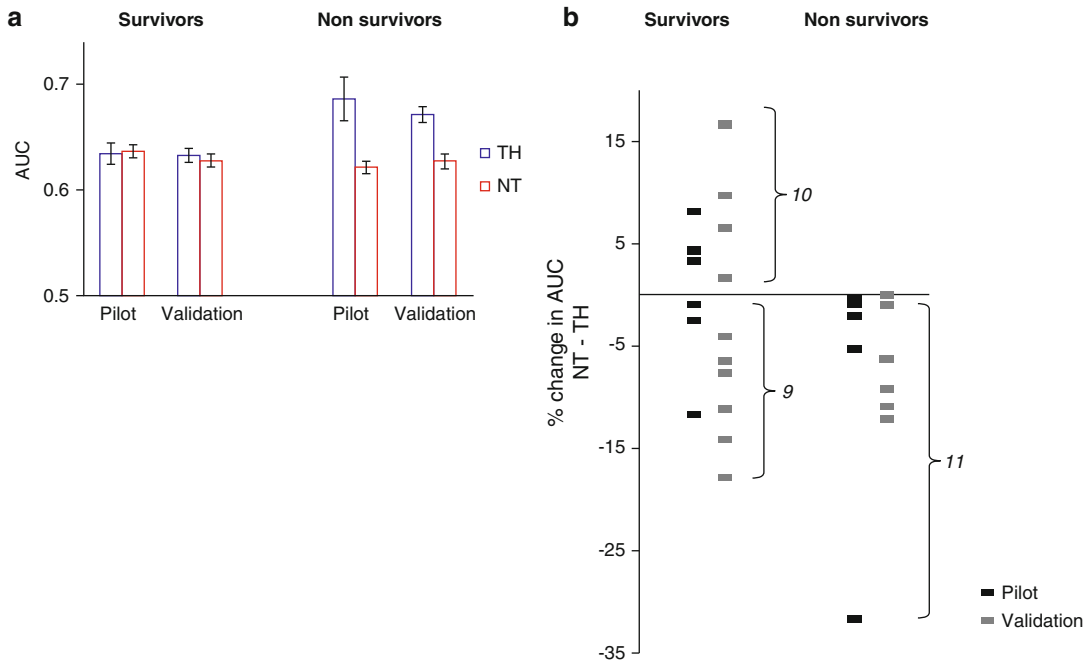 a
Survivors
Non survivors
AUC
0.7
0.6
0.5
Pilot
Validation
Pilot
Validation
TH
NT
b
Survivors
Non survivors
% change in AUC
NT - TH
15
5
-5
-15
-25
-35
10
9
11
Pilot
Validation